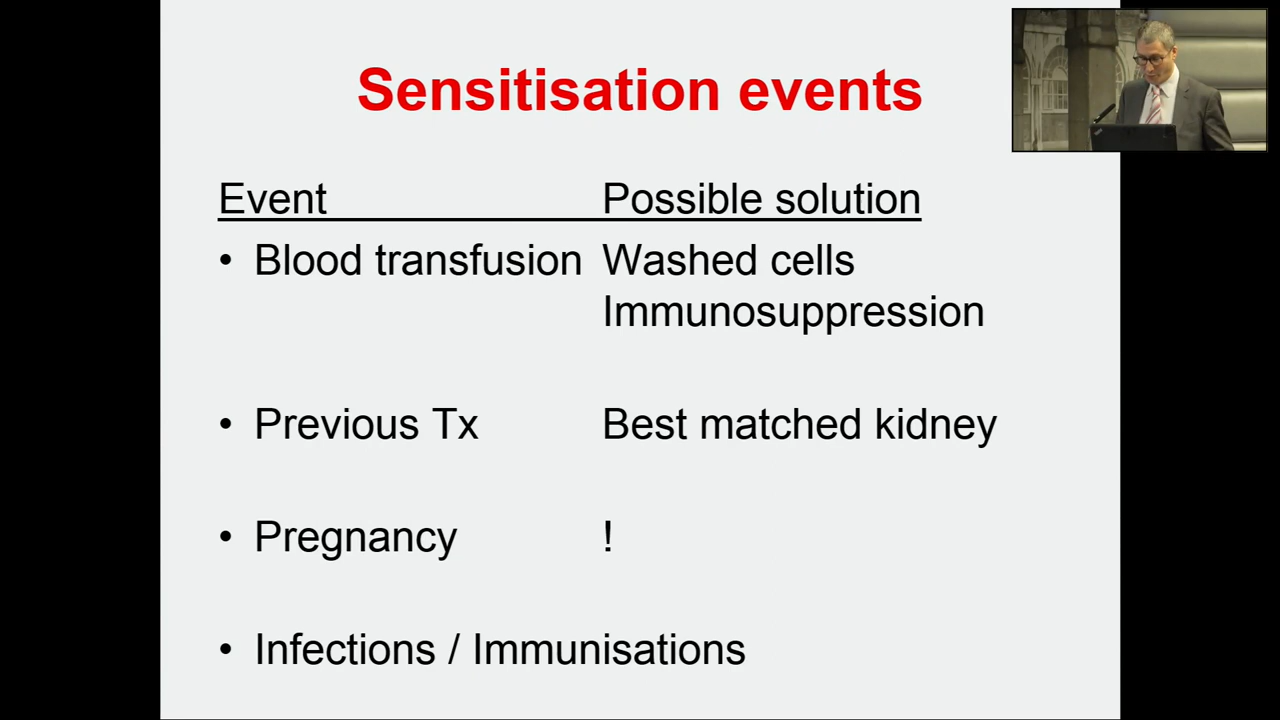 Sensitisation events
Event Possible solution
• Blood transfusion Washed cells
Immunosuppression
• Previous Tx Best matched kidney
• Pregnancy !
• Infections / Immunisations